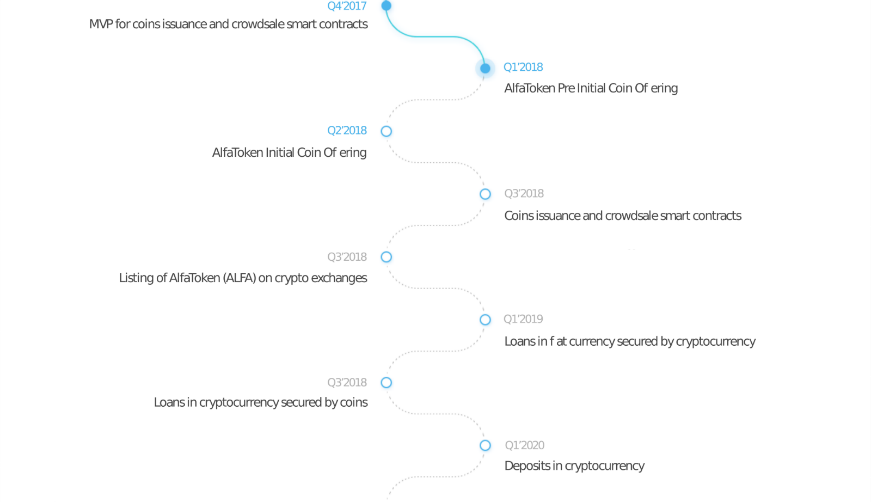 Q4'2017
MVP for coins issuance and crowdsale smart contracts
Q1'2018
AlfaToken Pre Initial Coin Of ering
Q2'2018
AlfaToken Initial Coin Of ering
Q3'2018
Coins issuance and crowdsale smart contracts
Q3'2018
Listing of AlfaToken (ALFA) on crypto exchanges
Q1'2019
Loans in f at currency secured by cryptocurrency
Q3'2018
Loans in cryptocurrency secured by coins
Q1'2020
Deposits in cryptocurrency